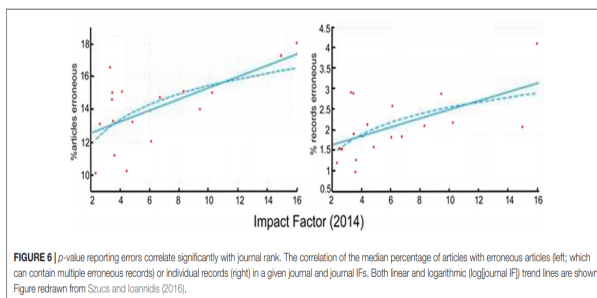 18
16
14
12
10
%articles erroneous
2 4 6 8 10 12 14 16
4.5
4
3.5
3
2.5
2
1.5
1
0.5
% records erroneous
2 4 6 8 10 12 14 16
Impact Factor (2014)
FIGURE 6 | p-value reporting errors correlate significantly with journal rank. The correlation of the median percentage of articles with erroneous articles (left; which
can contain multiple erroneous records) or individual records (right) in a given journal and journal IFs. Both linear and logarithmic (log[journal IF]) trend lines are shown
Figure redrawn from Szucs and Ioannidis (2016).